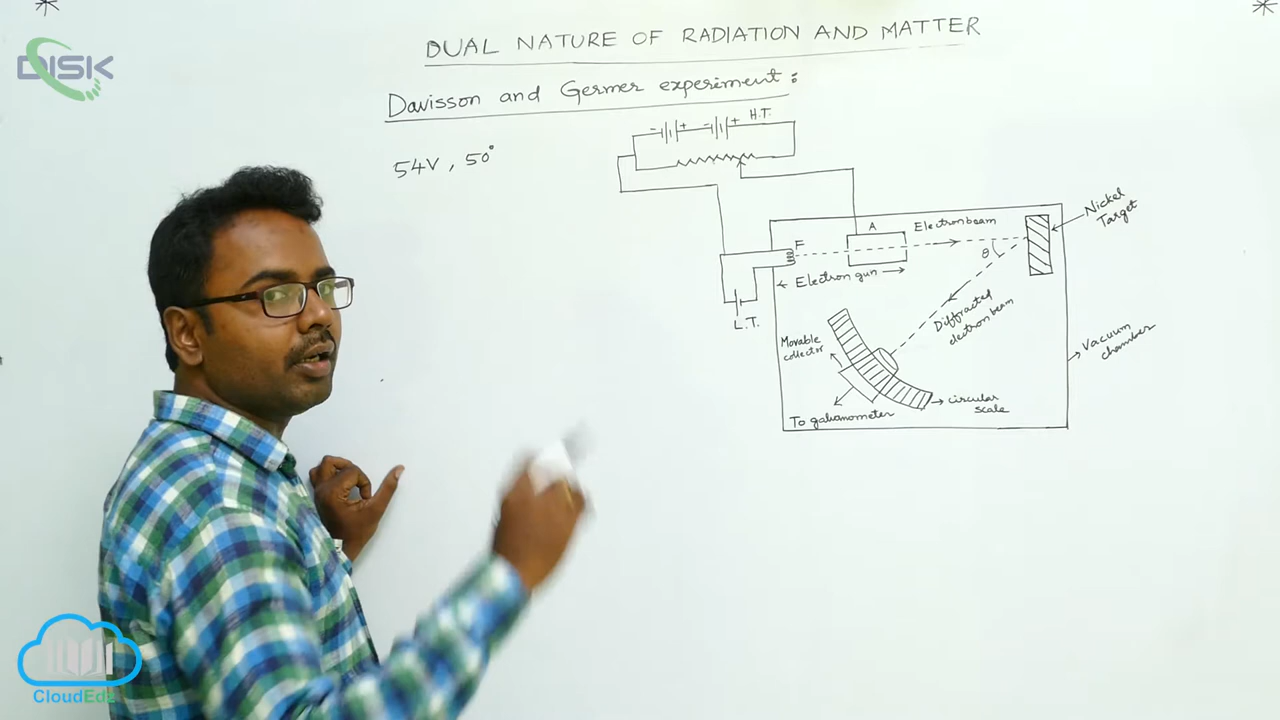 DISK
DUAL NATURE OF RADIATION AND MATTER
Davisson and Germer experiment:
54V, 50°
- + - + H.T.
A
Electron beam
Nickel
Target
F
θ
Electron gun
L.T.
Diffracted
electron beam
Movable
collector
Vacuum
chamber
circular
scale
To galvanometer
CloudEdz